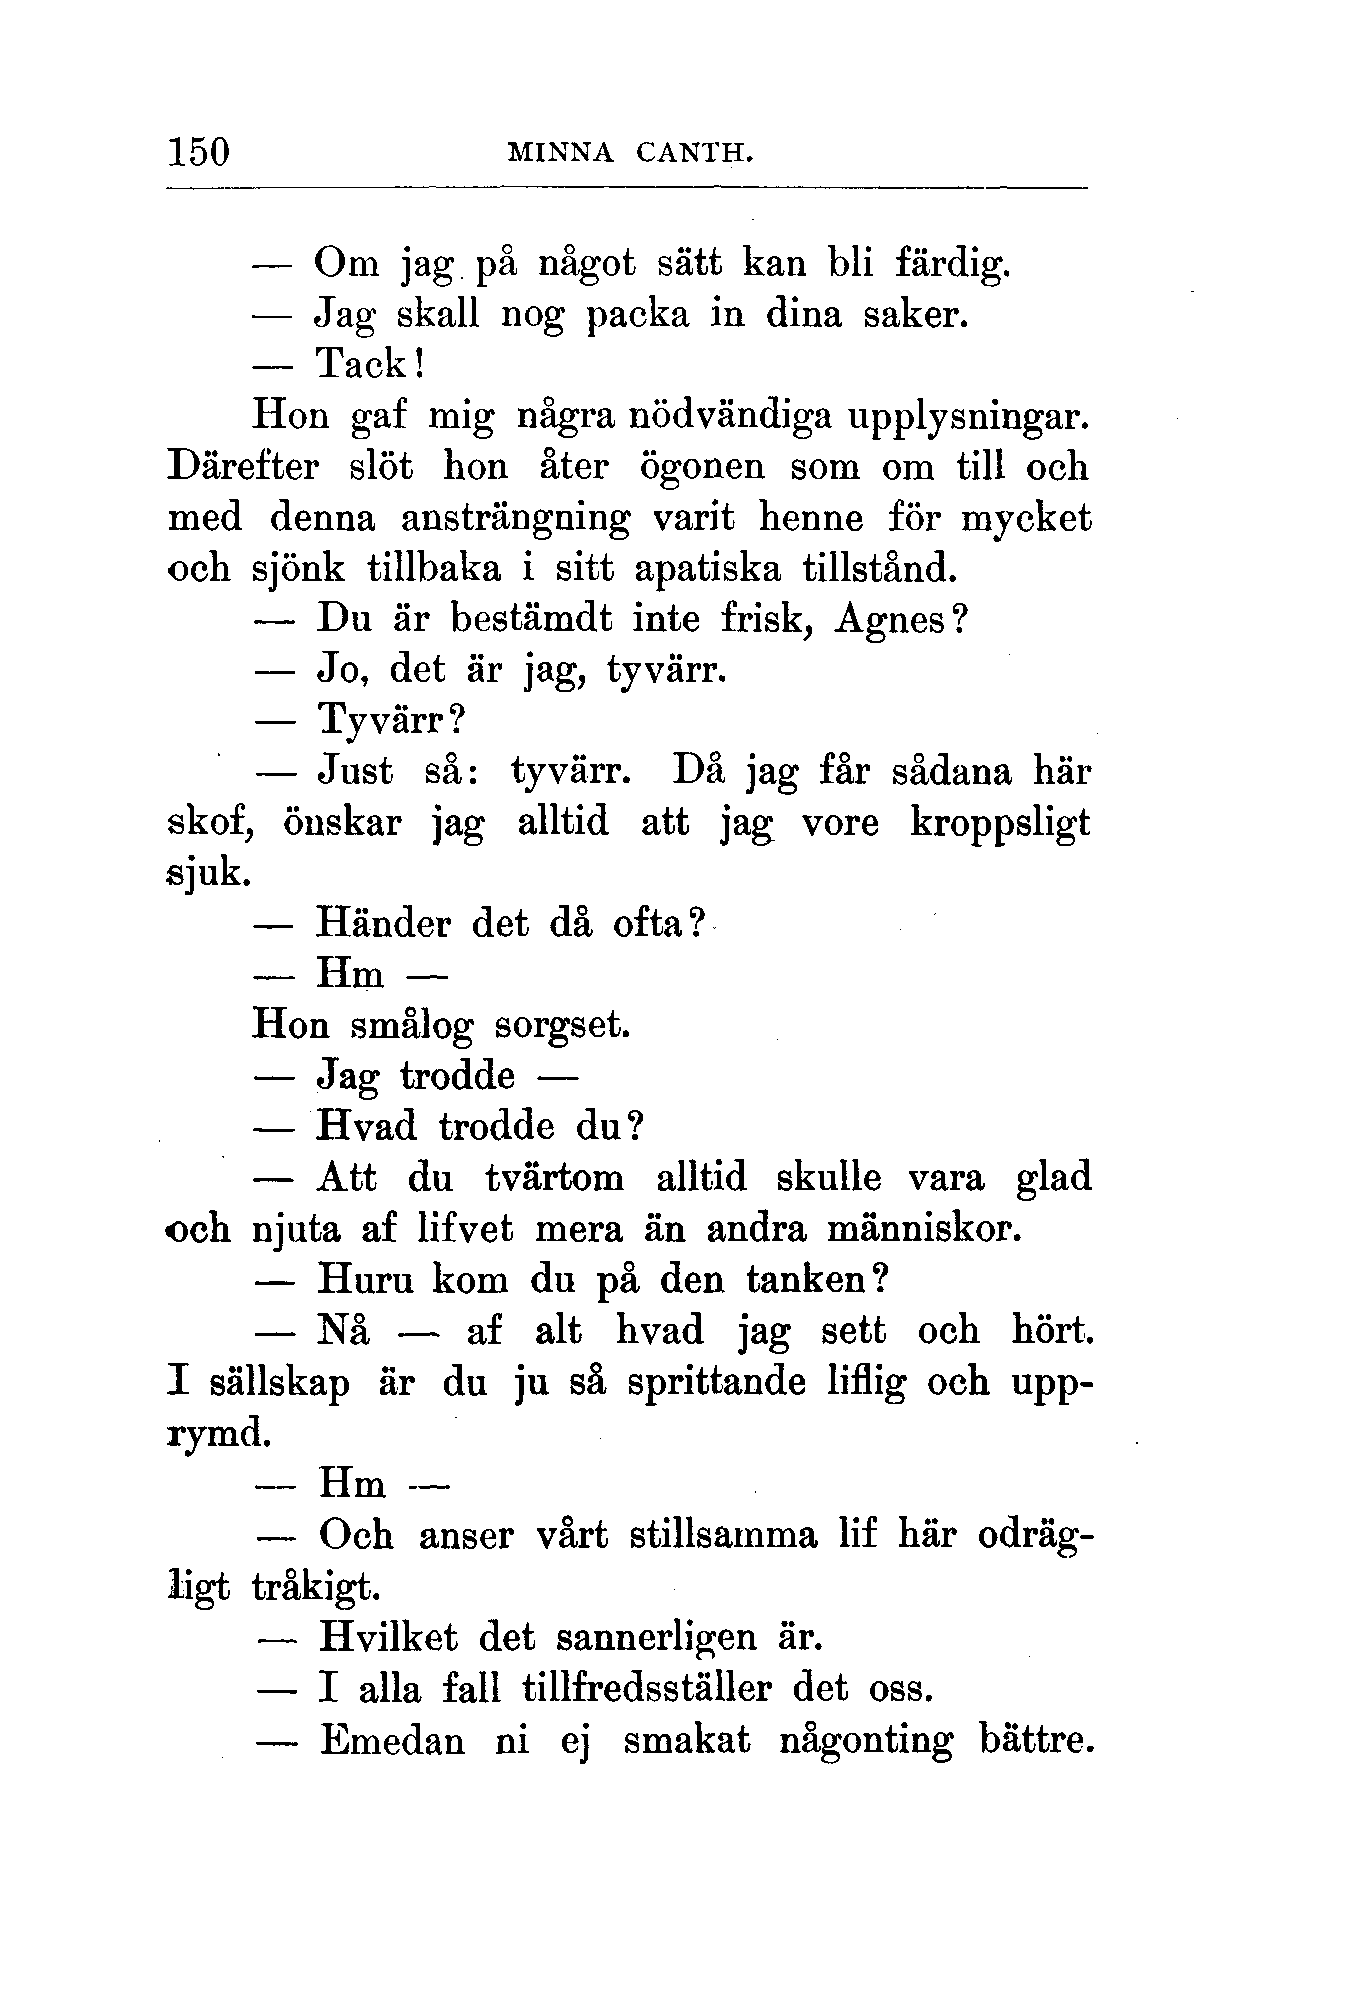 150 MINNA CANTH.
— Om jag på något sätt kan bli färdig.
— Jag skall nog packa in dina saker.
— Tack!
Hon gaf mig några nödvändiga upplysningar.
Därefter slöt hon åter ögonen som om till och
med denna ansträngning varit henne för mycket
och sjönk tillbaka i sitt apatiska tillstånd.
— Du är bestämdt inte frisk, Agnes?
— Jo, det är jag, tyvärr.
— Tyvärr?
— Just så: tyvärr. Då jag får sådana här
skof, önskar jag alltid att jag vore kroppsligt
sjuk.
— Händer det då ofta?
— Hm —
Hon smålog sorgset.
— Jag trodde —
— Hvad trodde du?
— Att du tvärtom alltid skulle vara glad
och njuta af lifvet mera än andra människor.
— Huru kom du på den tanken?
— Nå — af alt hvad jag sett och hört.
I sällskap är du ju så sprittande liflig och upp-
rymd.
— Hm —
— Och anser vårt stillsamma lif här odräg-
ligt tråkigt.
— Hvilket det sannerligen är.
— I alla fall tillfredsställer det oss.
— Emedan ni ej smakat någonting bättre.